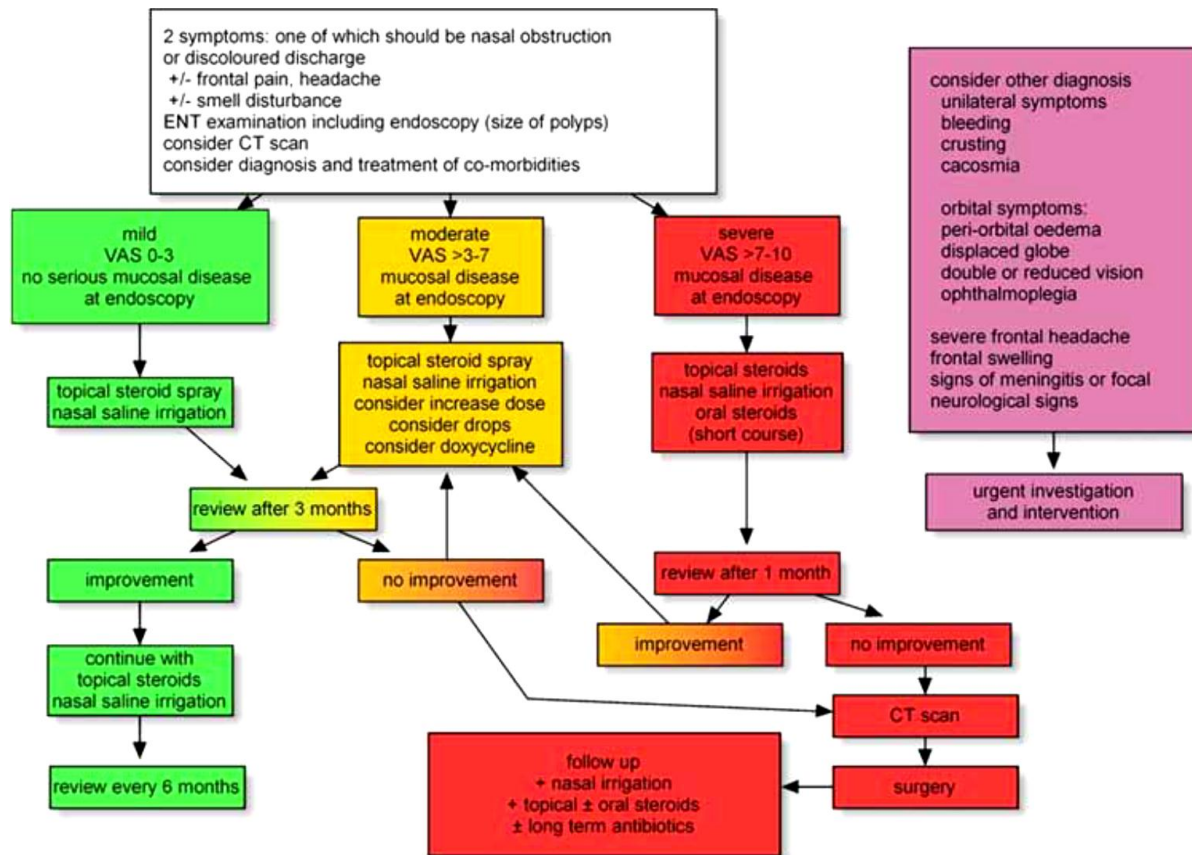 2 symptoms: one of which should be nasal obstruction
or discoloured discharge
+/- frontal pain, headache
+/- smell disturbance
ENT examination including endoscopy (size of polyps)
consider CT scan
consider diagnosis and treatment of co-morbidities
consider other diagnosis
unilateral symptoms
bleeding
crusting
cacosmia
orbital symptoms:
peri-orbital oedema
displaced globe
double or reduced vision
ophthalmoplegia
severe frontal headache
frontal swelling
signs of meningitis or focal
neurological signs
urgent investigation
and intervention
mild
VAS 0-3
no serious mucosal disease
at endoscopy
moderate
VAS >3-7
mucosal disease
at endoscopy
severe
VAS >7-10
mucosal disease
at endoscopy
topical steroid spray
nasal saline irrigation
topical steroid spray
nasal saline irrigation
consider increase dose
consider drops
consider doxycycline
topical steroids
nasal saline irrigation
oral steroids
(short course)
review after 3 months
improvement
no improvement
review after 1 month
improvement
no improvement
continue with
topical steroids
nasal saline irrigation
CT scan
review every 6 months
follow up
+ nasal irrigation
+ topical ± oral steroids
± long term antibiotics
surgery